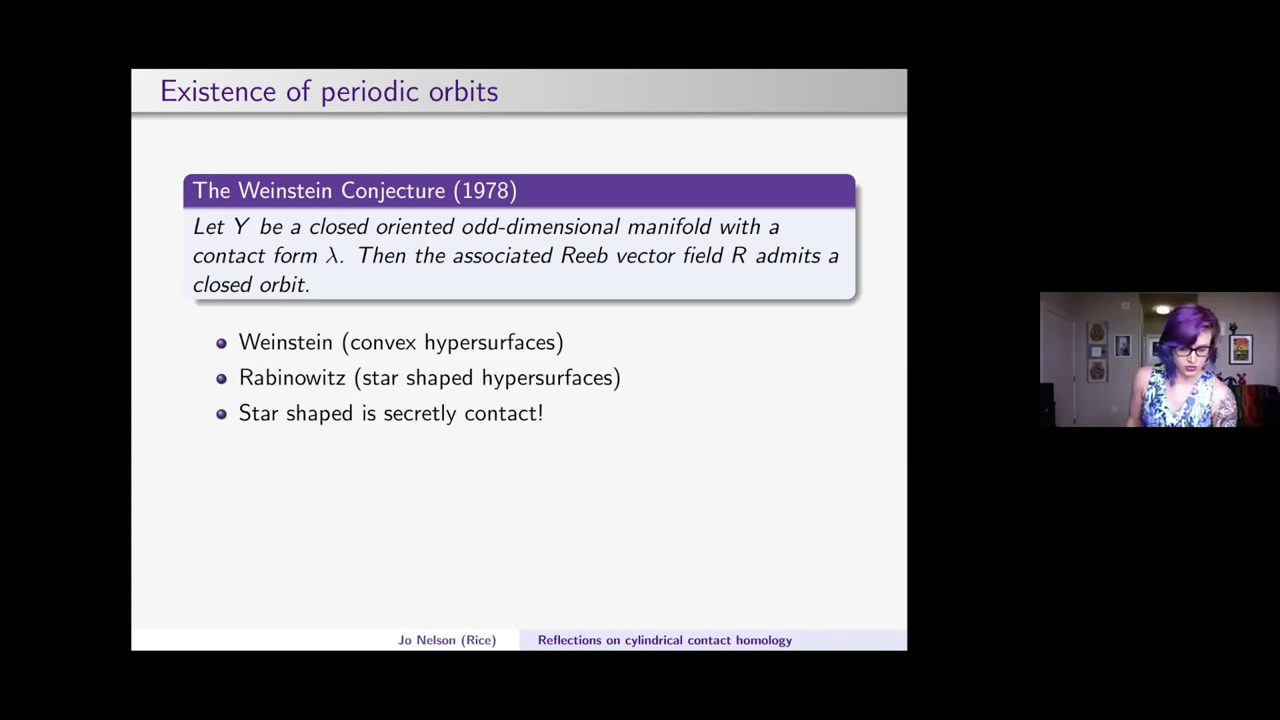 Existence of periodic orbits
The Weinstein Conjecture (1978)
Let Y be a closed oriented odd-dimensional manifold with a
contact form λ. Then the associated Reeb vector field R admits a
closed orbit.
Weinstein (convex hypersurfaces)
Rabinowitz (star shaped hypersurfaces)
Star shaped is secretly contact!
Jo Nelson (Rice)
Reflections on cylindrical contact homology